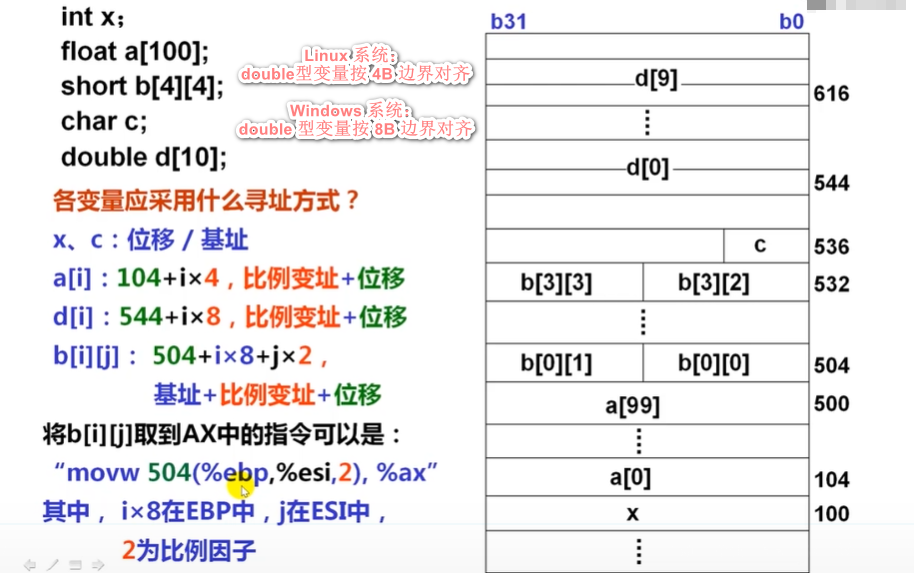 int x;
float a[100];
short b[4][4];
char c;
double d[10];
Linux 系统:
double型变量按 4B 边界对齐
Windows 系统:
double 型变量按 8B 边界对齐
各变量应采用什么寻址方式？
x、c：位移 / 基址
a[i]：104+i×4，比例变址+位移
d[i]：544+i×8，比例变址+位移
b[i][j]： 504+i×8+j×2，
基址+比例变址+位移
将b[i][j]取到AX中的指令可以是：
“movw 504(%ebp,%esi,2), %ax”
其中，i×8在EBP中，j在ESI中，
2为比例因子
b31 b0
d[9]
616
d[0]
544
c 536
b[3][3] b[3][2] 532
b[0][1] b[0][0] 504
a[99] 500
a[0] 104
x 100